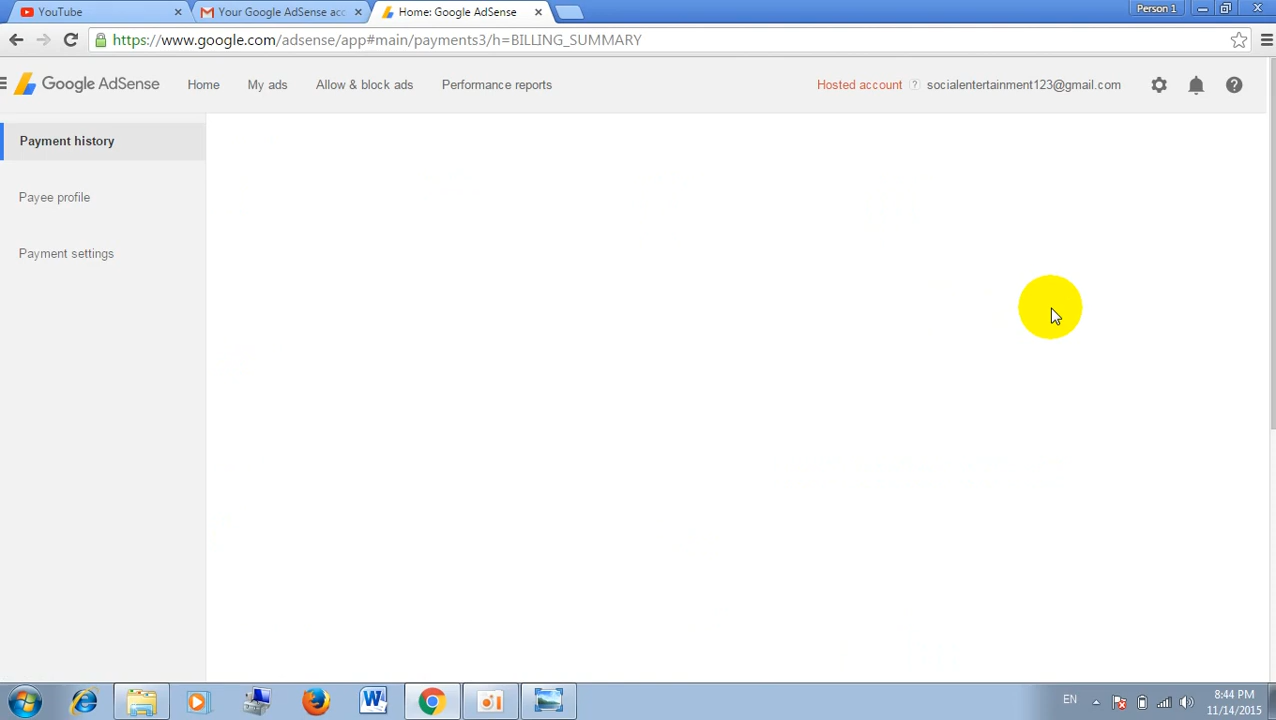 YouTube
Your Google AdSense acc
Home: Google AdSense
Person 1
https://www.google.com/adsense/app#main/payments3/h=BILLING_SUMMARY
Google AdSense
Home
My ads
Allow & block ads
Performance reports
Hosted account
?
socialentertainment123@gmail.com
?
Payment history
Payee profile
Payment settings
EN
8:44 PM
11/14/2015